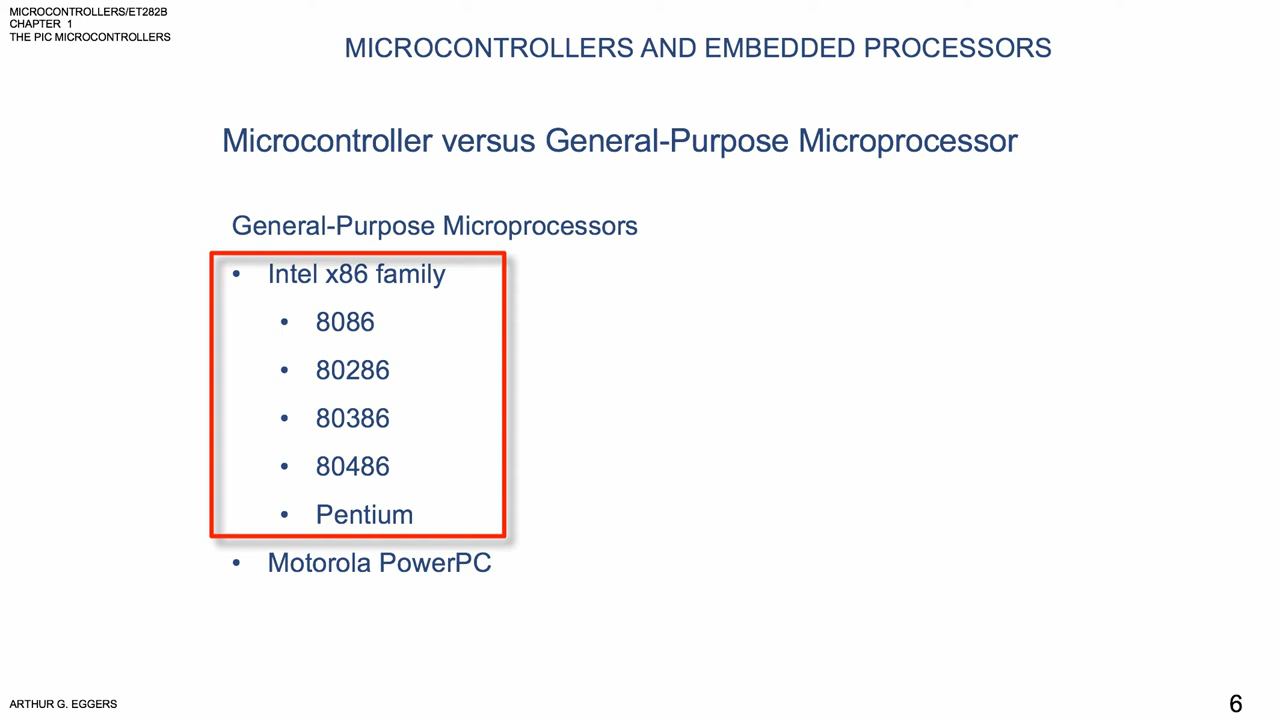 MICROCONTROLLERS/ET282B
CHAPTER 1
THE PIC MICROCONTROLLERS
MICROCONTROLLERS AND EMBEDDED PROCESSORS
Microcontroller versus General-Purpose Microprocessor
General-Purpose Microprocessors
• Intel x86 family
• 8086
• 80286
• 80386
• 80486
• Pentium
• Motorola PowerPC
ARTHUR G. EGGERS
6